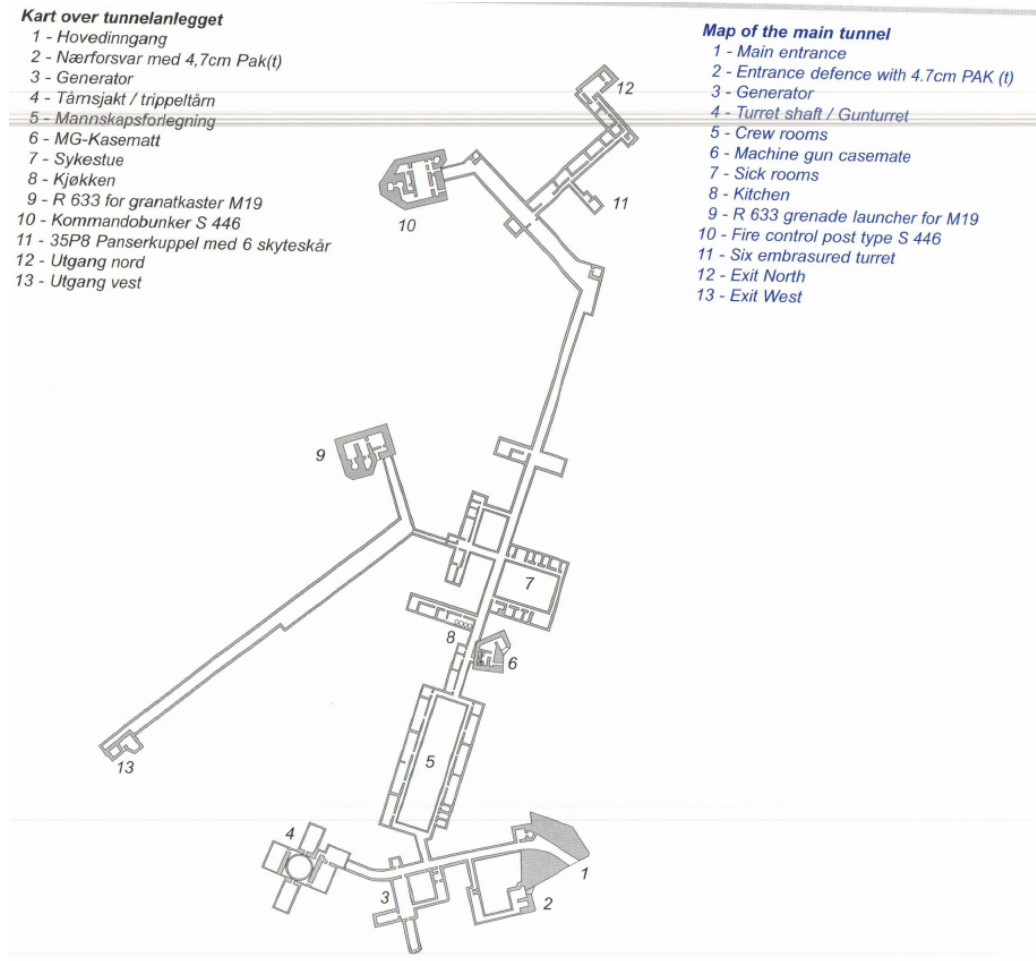 Kart over tunnelanlegget
1 - Hovedinngang
2 - Nærforsvar med 4,7cm Pak(t)
3 - Generator
4 - Tårnsjakt / trippeltårn
5 - Mannskapsforlegning
6 - MG-Kasematt
7 - Sykestue
8 - Kjøkken
9 - R 633 for granatkaster M19
10 - Kommandobunker S 446
11 - 35P8 Panserkuppel med 6 skyteskår
12 - Utgang nord
13 - Utgang vest
Map of the main tunnel
1 - Main entrance
2 - Entrance defence with 4.7cm PAK (t)
3 - Generator
4 - Turret shaft / Gunturret
5 - Crew rooms
6 - Machine gun casemate
7 - Sick rooms
8 - Kitchen
9 - R 633 grenade launcher for M19
10 - Fire control post type S 446
11 - Six embrasured turret
12 - Exit North
13 - Exit West
12
10
11
9
7
8
6
5
13
4
3
1
2